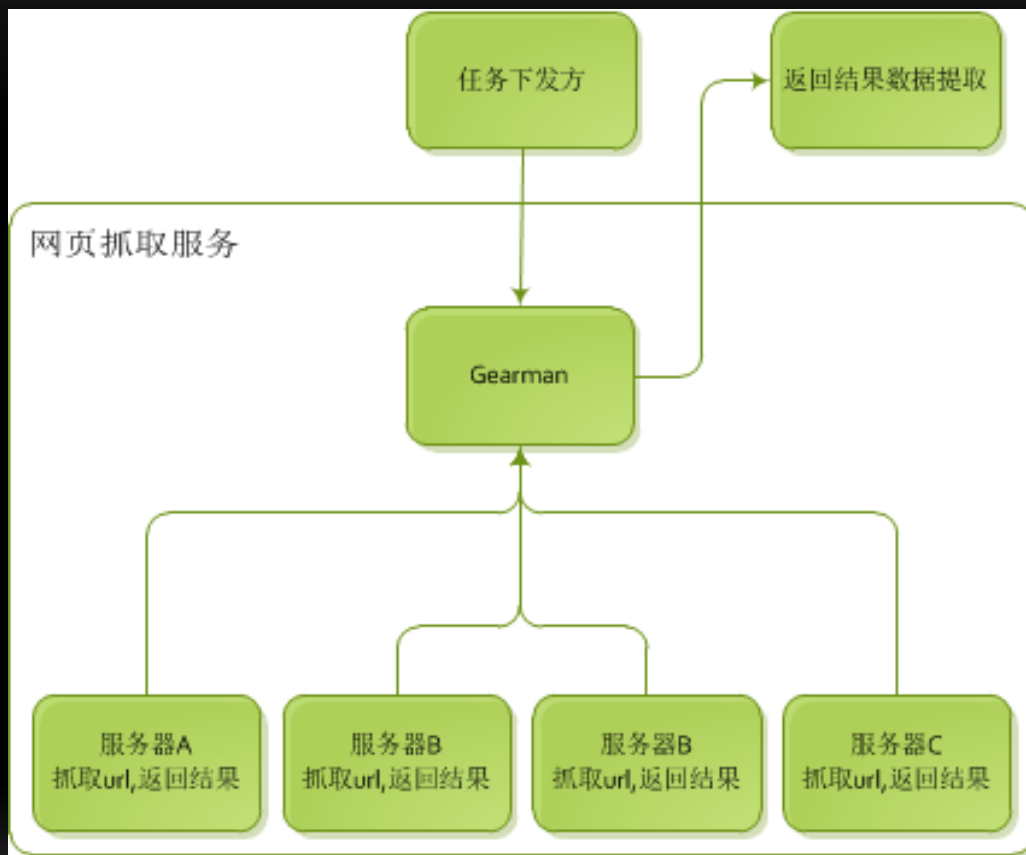 任务下发方
返回结果数据提取
网页抓取服务
Gearman
服务器A
抓取url,返回结果
服务器B
抓取url,返回结果
服务器B
抓取url,返回结果
服务器C
抓取url,返回结果